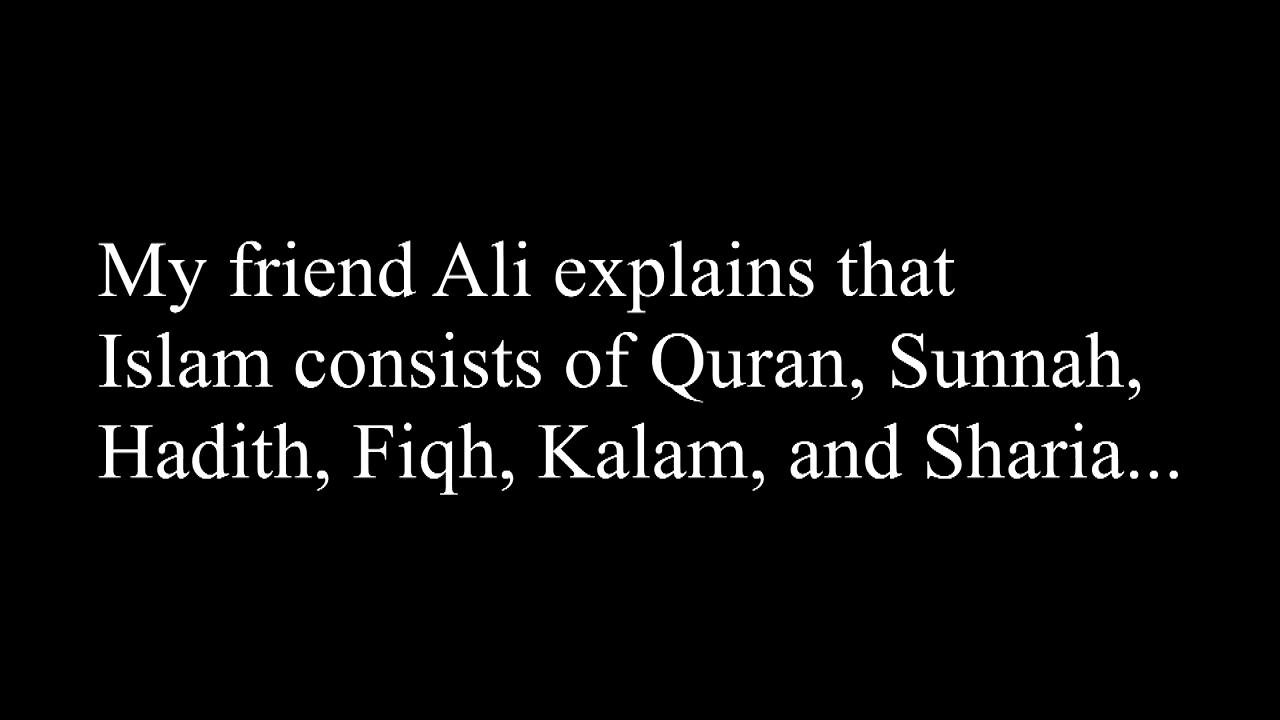 My friend Ali explains that
Islam consists of Quran, Sunnah,
Hadith, Fiqh, Kalam, and Sharia...